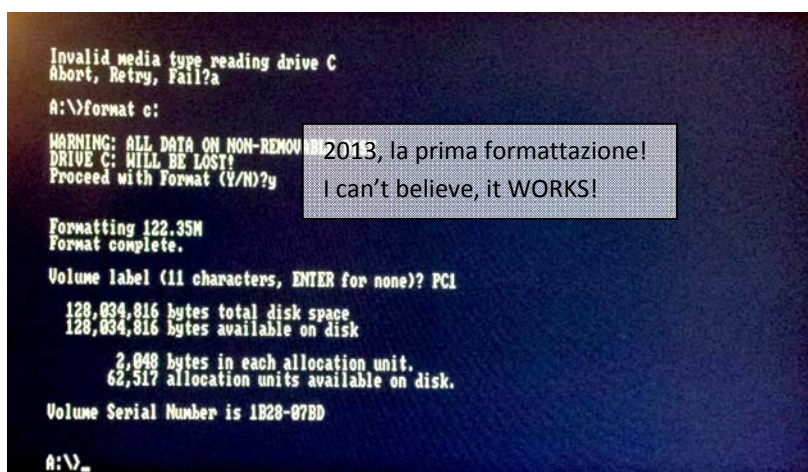 Invalid media type reading drive C
Abort, Retry, Fail?a
A:\>format c:
WARNING: ALL DATA ON NON-REMOV
DRIVE C: WILL BE LOST!
Proceed with Format (Y/N)?y
2013, la prima formattazione!
I can't believe, it WORKS!
Formatting 122.35M
Format complete.
Volume label (11 characters, ENTER for none)? PC1
128,034,816 bytes total disk space
128,034,816 bytes available on disk
2,048 bytes in each allocation unit.
62,517 allocation units available on disk.
Volume Serial Number is 1B28-07BD
A:\>_